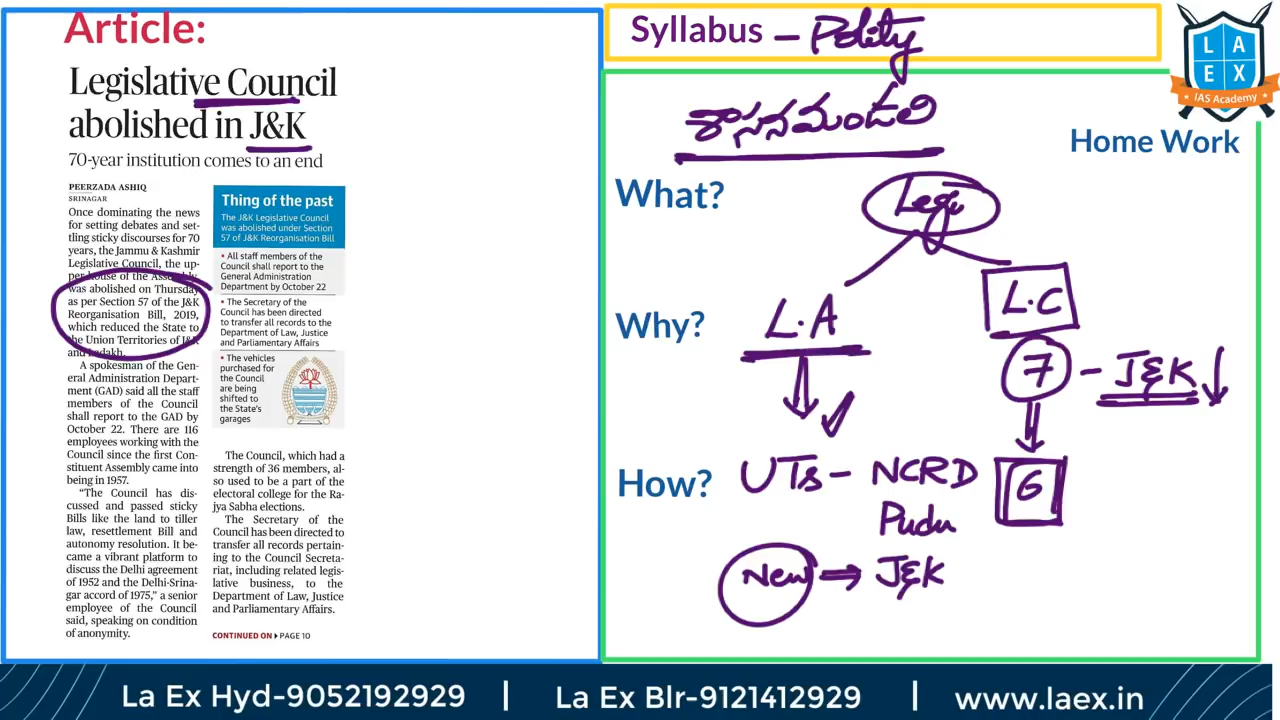 Article:
Legislative Council
abolished in J&K
70-year institution comes to an end
PEERZADA ASHIQ
SRINAGAR
Once dominating the news
for setting debates and set-
tling sticky discourses for 70
years, the Jammu & Kashmir
Legislative Council, the up-
per house of the Assembly,
was abolished on Thursday
as per Section 57 of the J&K
Reorganisation Bill, 2019,
which reduced the State to
the Union Territories of J&K
and Ladakh.
A spokesman of the Gen-
eral Administration Depart-
ment (GAD) said all the staff
members of the Council
shall report to the GAD by
October 22. There are 116
employees working with the
Council since the first Con-
stituent Assembly came into
being in 1957.
"The Council has dis-
cussed and passed sticky
Bills like the land to tiller
law, resettlement Bill and
autonomy resolution. It be-
came a vibrant platform to
discuss the Delhi agreement
of 1952 and the Delhi-Srina-
gar accord of 1975," a senior
employee of the Council
said, speaking on condition
of anonymity.
Thing of the past
The J&K Legislative Council
was abolished under Section
57 of J&K Reorganisation Bill
• All staff members of the
Council shall report to the
General Administration
Department by October 22
• The Secretary of the
Council has been directed
to transfer all records to the
Department of Law, Justice
and Parliamentary Affairs
• The vehicles
purchased for
the Council
are being
shifted to
the State's
garages
The Council, which had a
strength of 36 members, al-
so used to be a part of the
electoral college for the Ra-
jya Sabha elections.
The Secretary of the
Council has been directed to
transfer all records pertain-
ing to the Council Secreta-
riat, including related legis-
lative business, to the
Department of Law, Justice
and Parliamentary Affairs.
CONTINUED ON PAGE 10
Syllabus - Polity
LA
EX
IAS Academy
శాసనమండలి
Home Work
What?
Legi
Why?
L.A
L.C
7 - J&K
How?
UTs - NCRD
6
Pudu
New → J&K
La Ex Hyd-9052192929 | La Ex Blr-9121412929 | www.laex.in